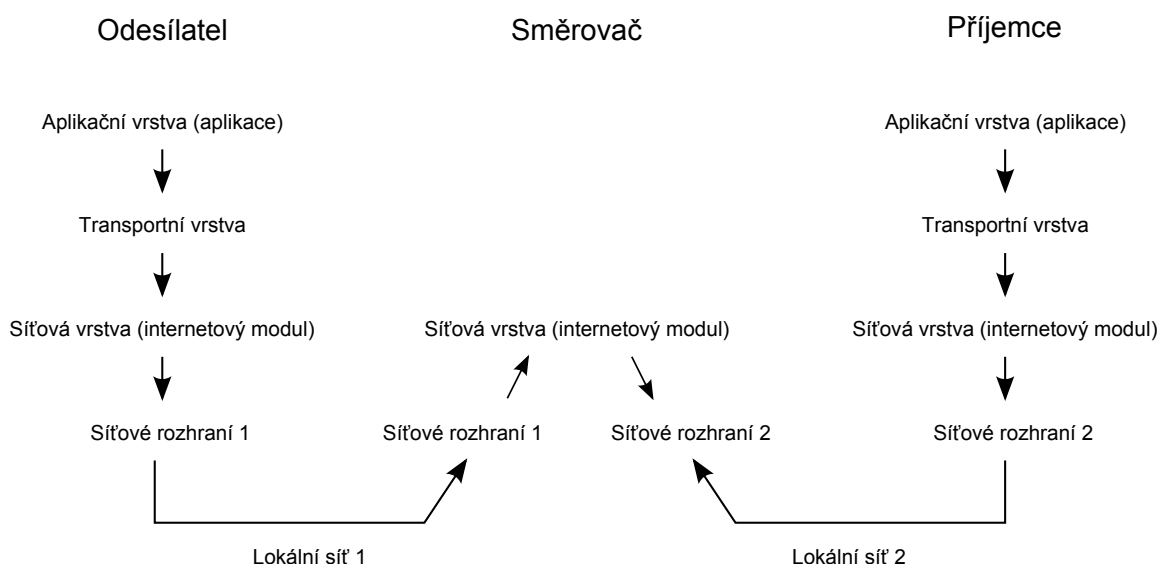 Odesílatel
Směrovač
Příjemce
Aplikační vrstva (aplikace)
Aplikační vrstva (aplikace)
Transportní vrstva
Transportní vrstva
Síťová vrstva (internetový modul)
Síťová vrstva (internetový modul)
Síťová vrstva (internetový modul)
Síťové rozhraní 1
Síťové rozhraní 1
Síťové rozhraní 2
Síťové rozhraní 2
Lokální síť 1
Lokální síť 2